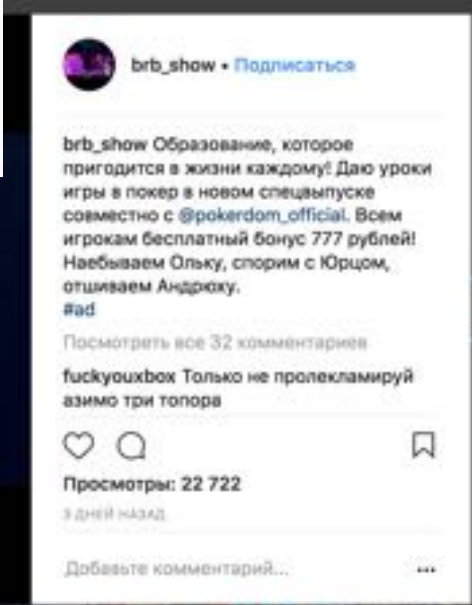 brb_show • Подписаться
brb_show Образование, которое
пригодится в жизни каждому! Даю уроки
игры в покер в новом спецвыпуске
совместно с @pokerdom_official. Всем
игрокам бесплатный бонус 777 рублей!
Наебываем Ольку, спорим с Юрцом,
отшиваем Андрюху.
#ad
Посмотреть все 32 комментариев
fuckyouxbox Только не пролекламируй
азимо три топора
Просмотры: 22 722
3 ДНЕЙ НАЗАД
Добавьте комментарий...